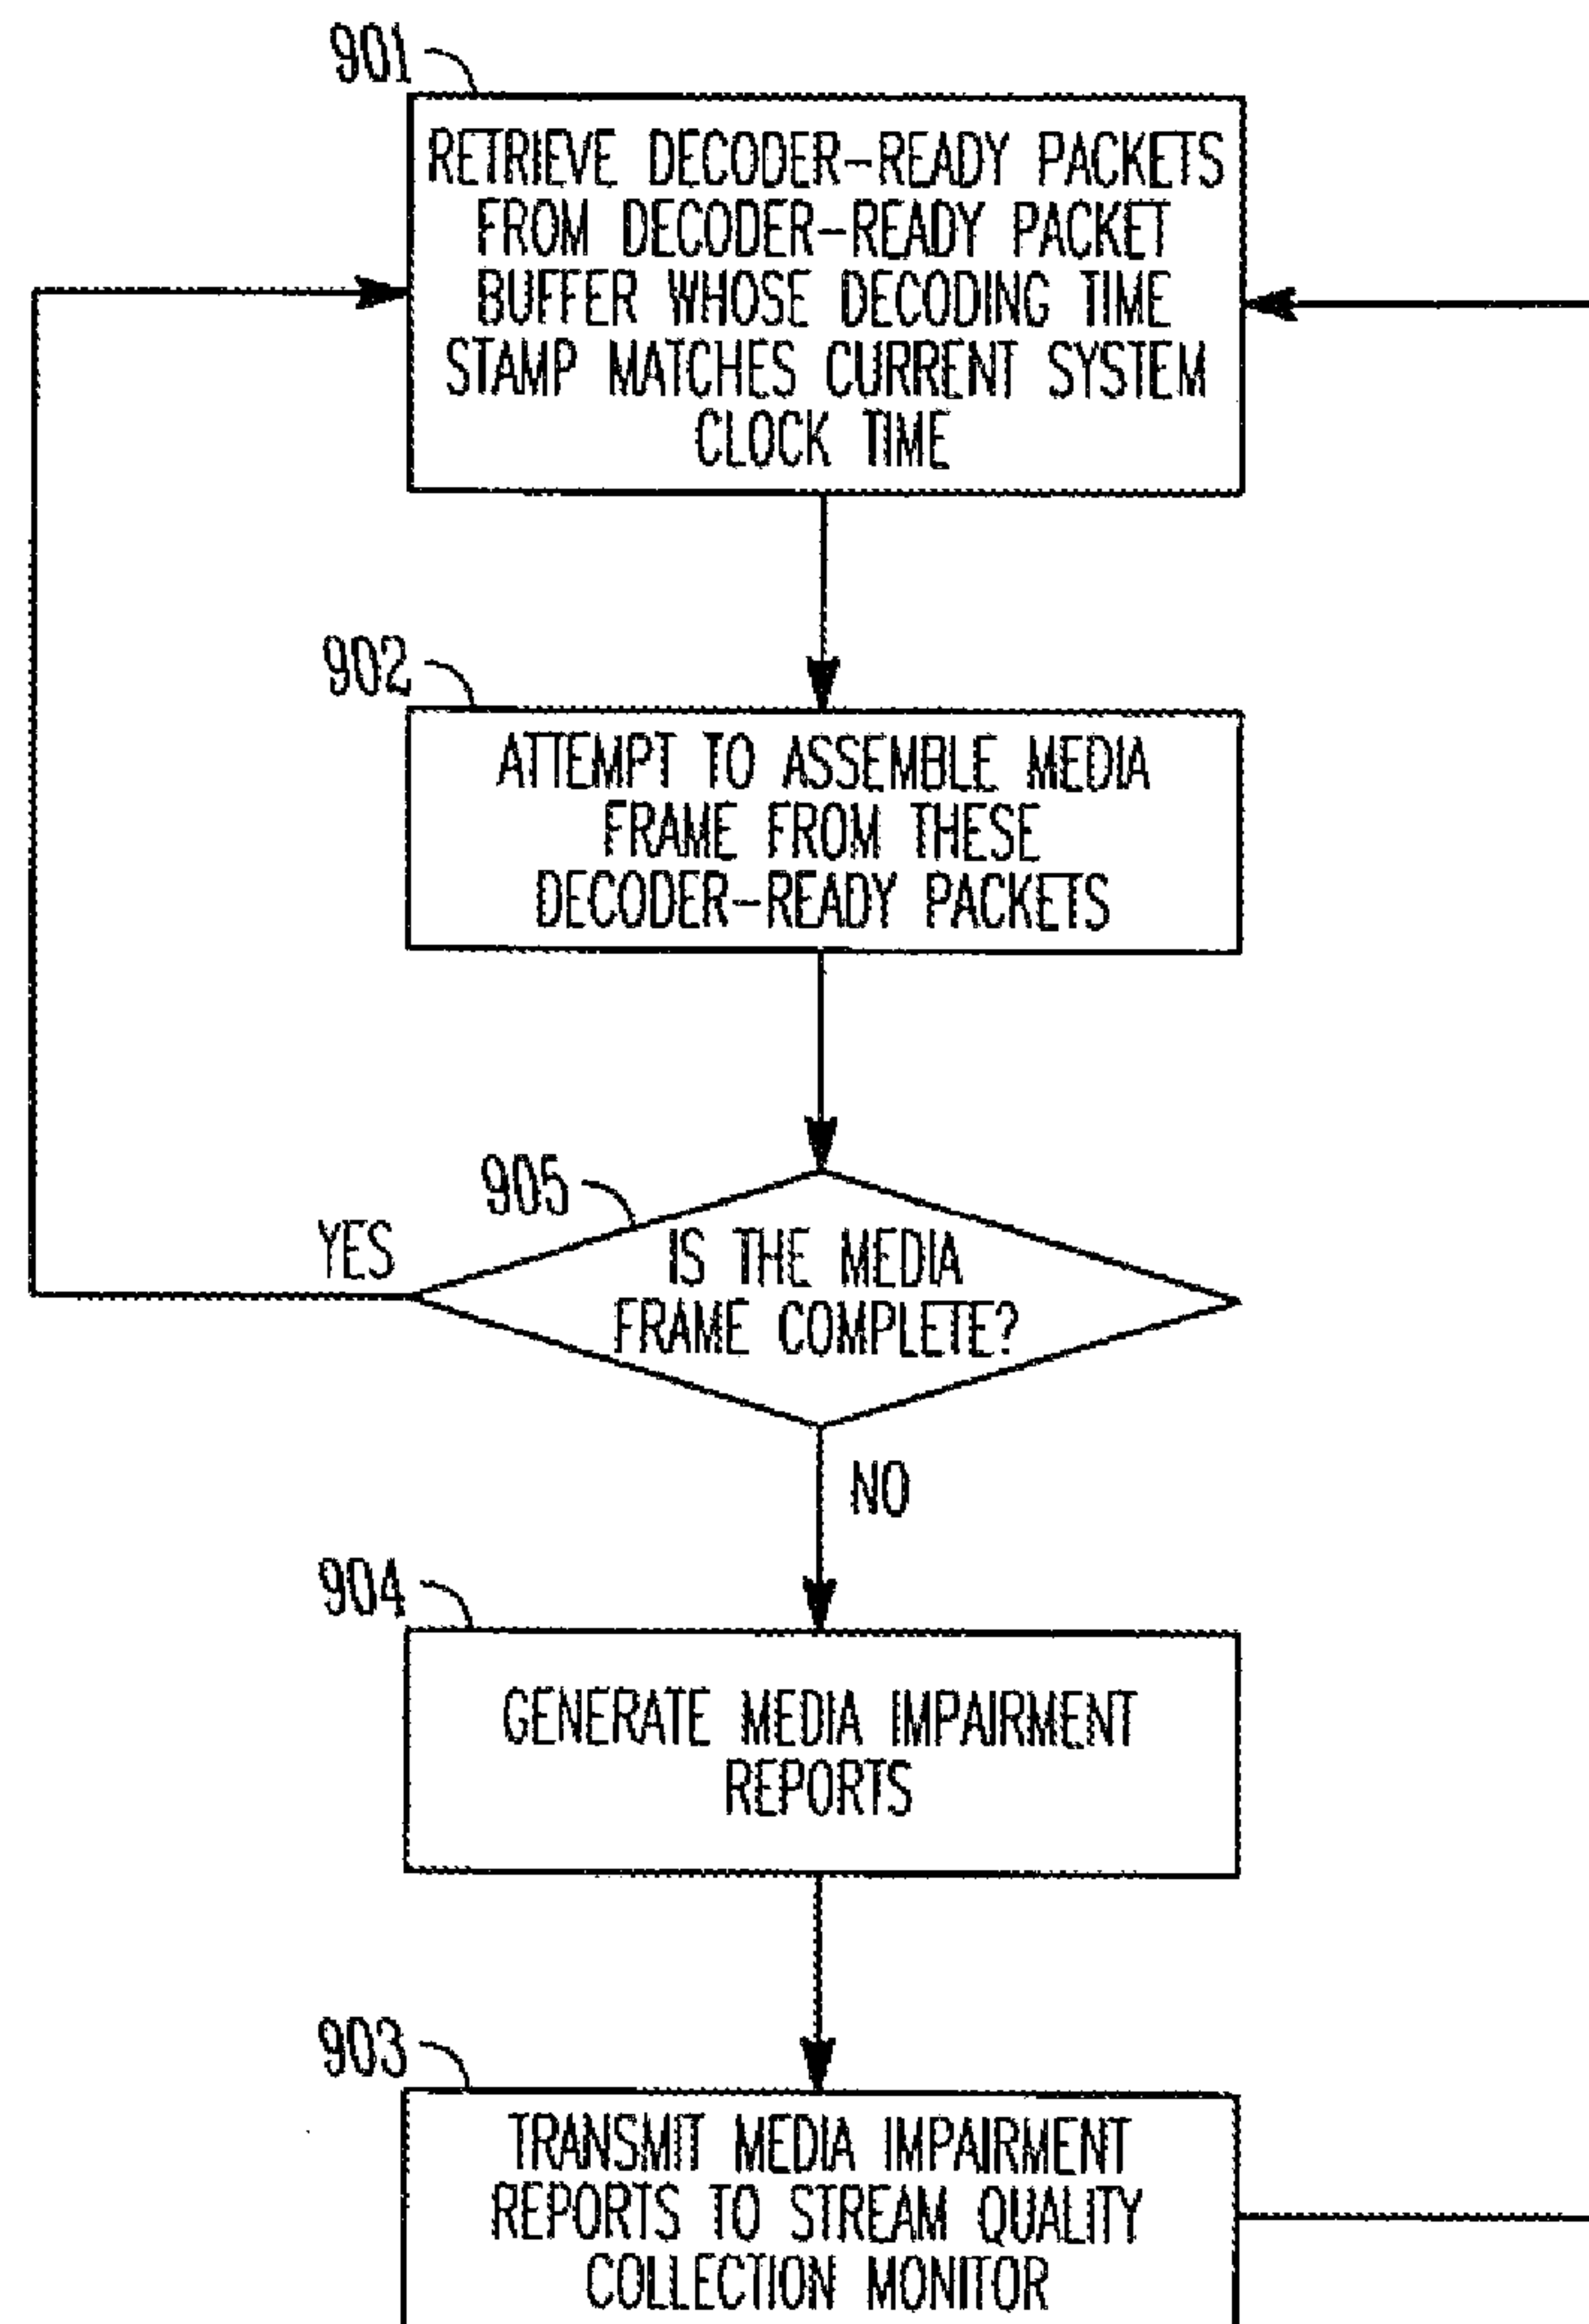 901
RETRIEVE DECODER-READY PACKETS
FROM DECODER-READY PACKET
BUFFER WHOSE DECODING TIME
STAMP MATCHES CURRENT SYSTEM
CLOCK TIME
902
ATTEMPT TO ASSEMBLE MEDIA
FRAME FROM THESE
DECODER-READY PACKETS
905
YES
IS THE MEDIA
FRAME COMPLETE?
NO
904
GENERATE MEDIA IMPAIRMENT
REPORTS
903
TRANSMIT MEDIA IMPAIRMENT
REPORTS TO STREAM QUALITY
COLLECTION MONITOR